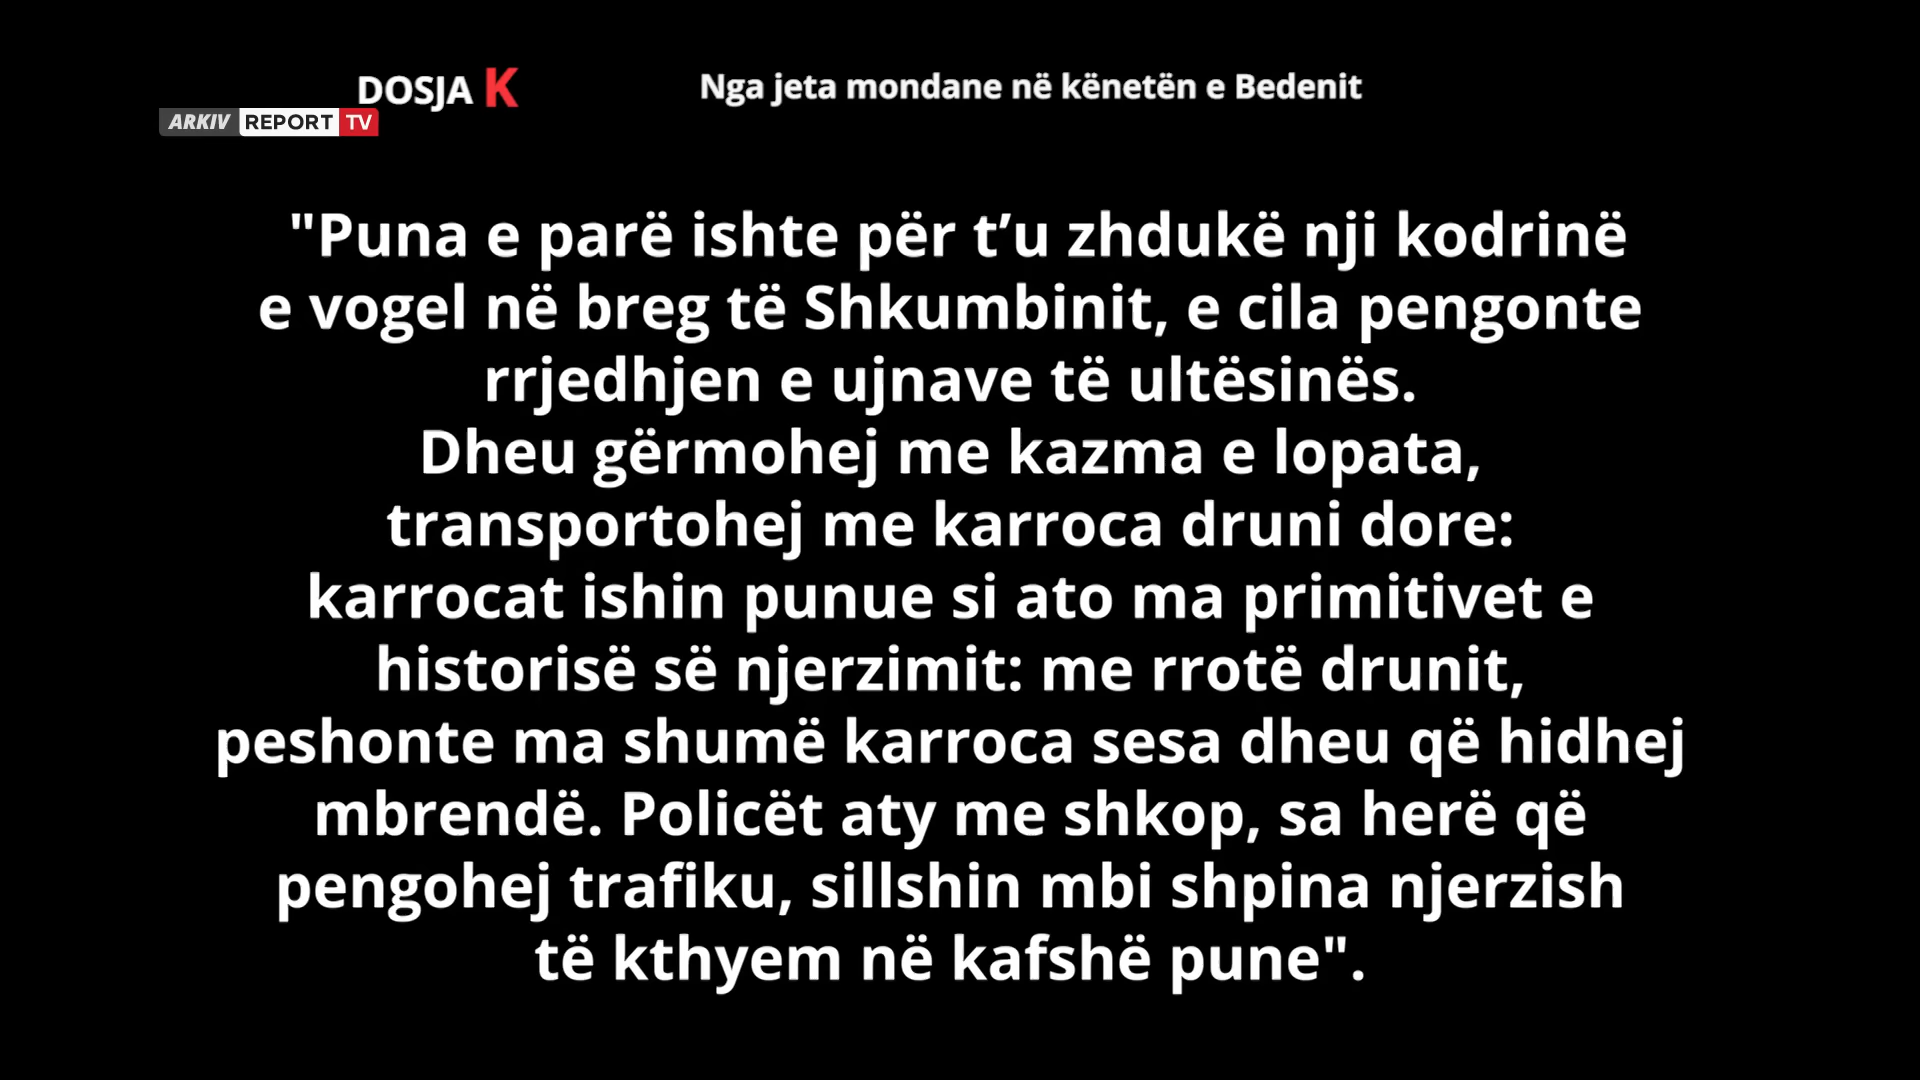 DOSJA K
Nga jeta mondane në kënetën e Bedenit
ARKIV REPORT TV
"Puna e parë ishte për t’u zhdukë nji kodrinë
e vogel në breg të Shkumbinit, e cila pengonte
rrjedhjen e ujnave të ultësinës.
Dheu gërmohej me kazma e lopata,
transportohej me karroca druni dore:
karrocat ishin punue si ato ma primitivet e
historisë së njerzimit: me rrotë drunit,
peshonte ma shumë karroca sesa dheu që hidhej
mbrendë. Policët aty me shkop, sa herë që
pengohej trafiku, sillshin mbi shpina njerzish
të kthyem në kafshë pune".